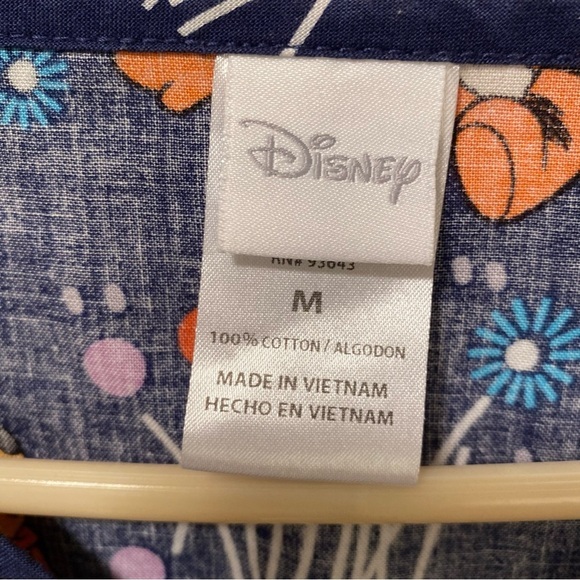 Disney
RN# 93643
M
100% COTTON / ALGODON
MADE IN VIETNAM
HECHO EN VIETNAM